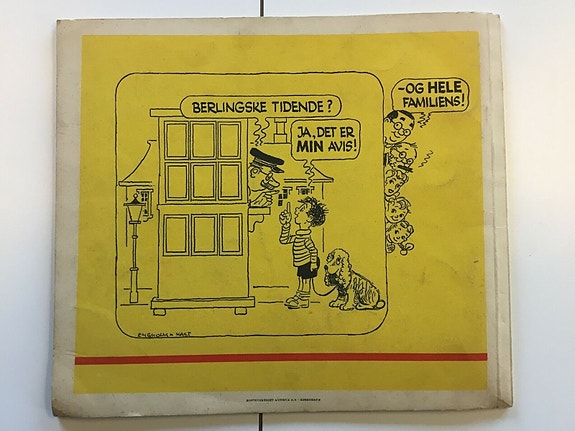 BERLINGSKE TIDENDE?
JA, DET ER
MIN AVIS!
-OG HELE
FAMILIENS!